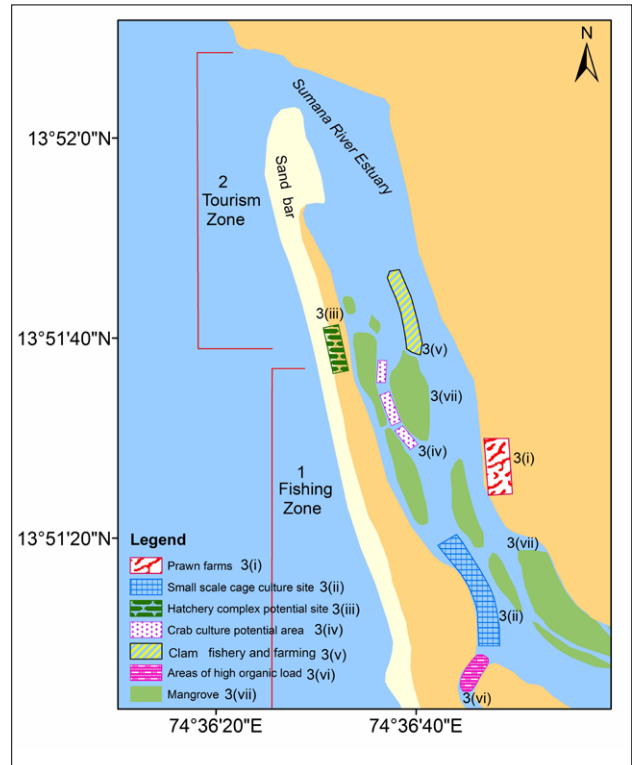 N
Sumana River Estuary
13°52'0"N
Sand bar
2
Tourism
Zone
3(iii)
13°51'40"N
3(v)
3(vii)
3(iv)
3(i)
1
Fishing
Zone
13°51'20"N
3(vii)
Legend
Prawn farms 3(i)
Small scale cage culture site 3(ii)
Hatchery complex potential site 3(iii)
Crab culture potential area 3(iv)
Clam fishery and farming 3(v)
Areas of high organic load 3(vi)
Mangrove 3(vii)
3(ii)
3(vi)
74°36'20"E
74°36'40"E